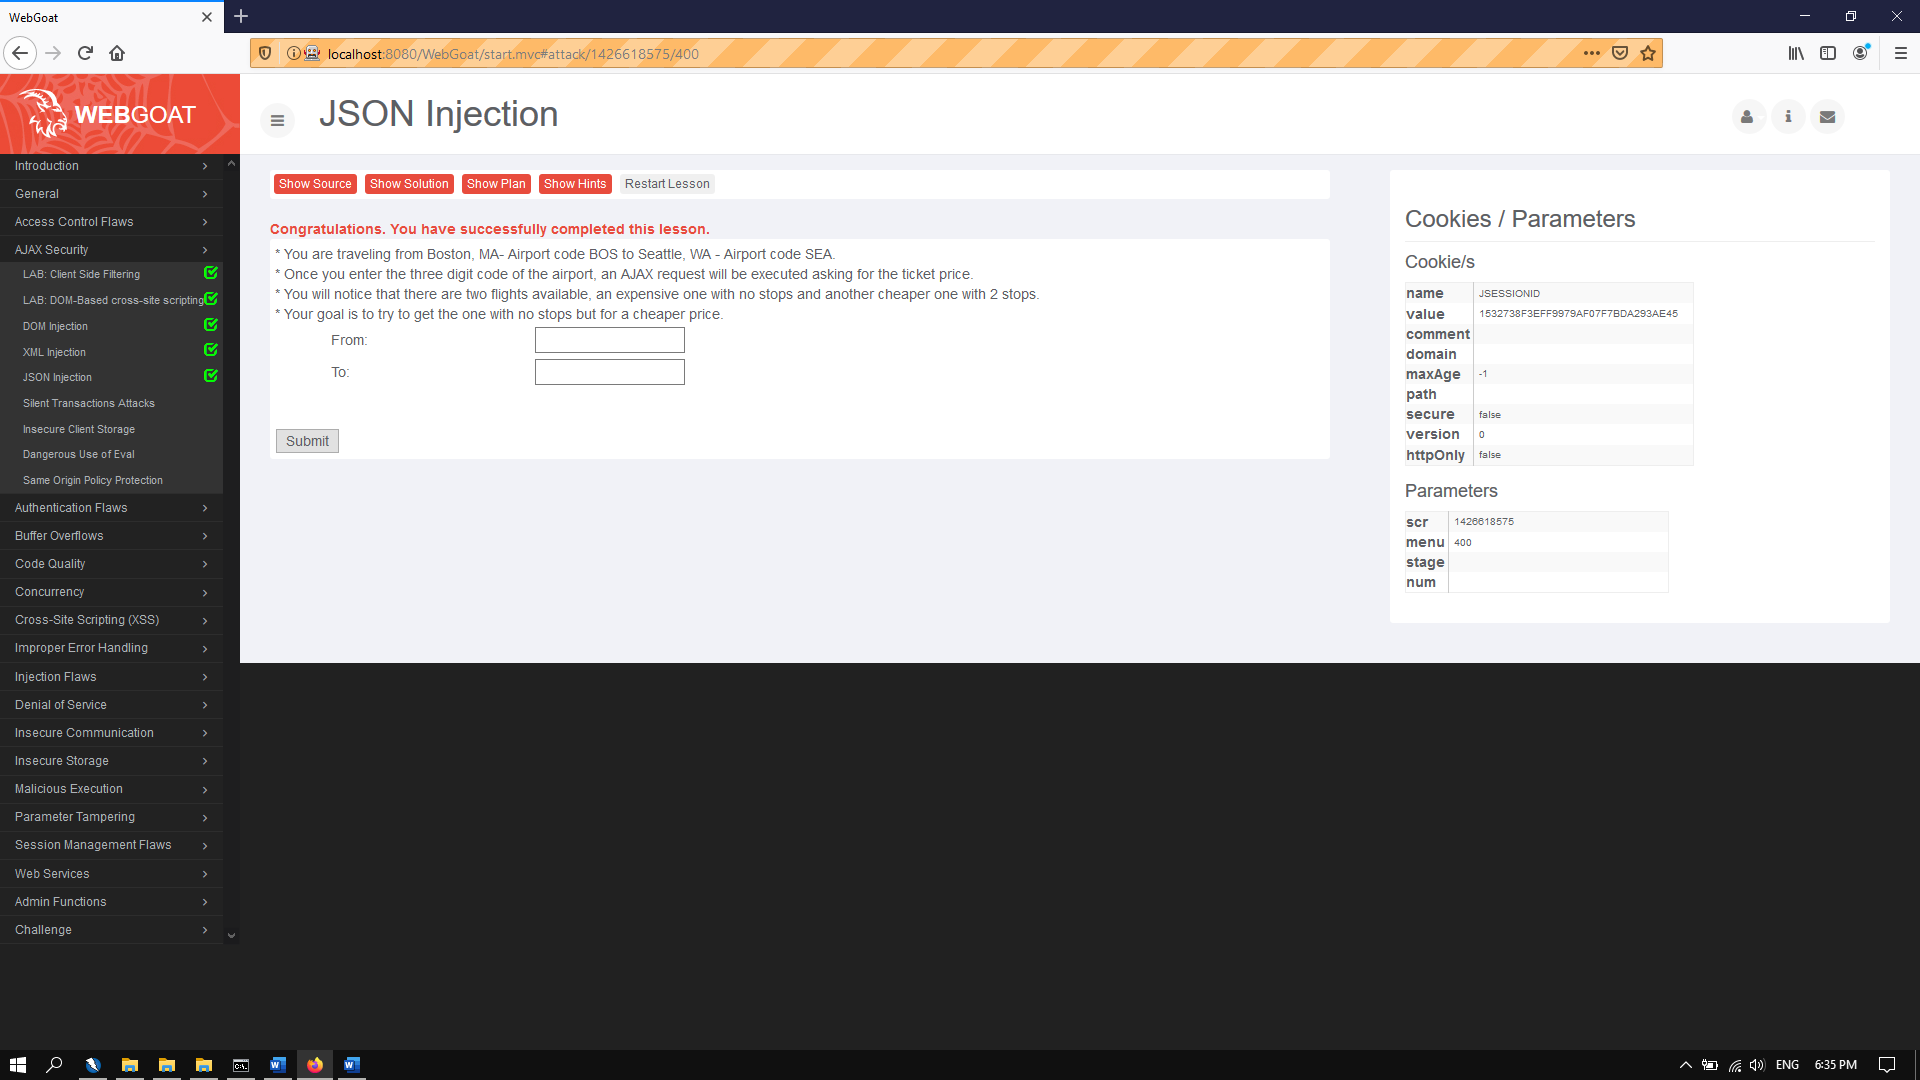 WebGoat
localhost:8080/WebGoat/start.mvc#attack/1426618575/400
WEBGOAT
JSON Injection
Introduction
General
Access Control Flaws
AJAX Security
LAB: Client Side Filtering
LAB: DOM-Based cross-site scripting
DOM Injection
XML Injection
JSON Injection
Silent Transactions Attacks
Insecure Client Storage
Dangerous Use of Eval
Same Origin Policy Protection
Authentication Flaws
Buffer Overflows
Code Quality
Concurrency
Cross-Site Scripting (XSS)
Improper Error Handling
Injection Flaws
Denial of Service
Insecure Communication
Insecure Storage
Malicious Execution
Parameter Tampering
Session Management Flaws
Web Services
Admin Functions
Challenge
Show Source Show Solution Show Plan Show Hints Restart Lesson
Congratulations. You have successfully completed this lesson.
* You are traveling from Boston, MA- Airport code BOS to Seattle, WA - Airport code SEA.
* Once you enter the three digit code of the airport, an AJAX request will be executed asking for the ticket price.
* You will notice that there are two flights available, an expensive one with no stops and another cheaper one with 2 stops.
* Your goal is to try to get the one with no stops but for a cheaper price.
From:
To:
Submit
Cookies / Parameters
Cookie/s
name JSESSIONID
value 1532738F3EFF9979AF07F7BDA293AE45
comment
domain
maxAge -1
path
secure false
version 0
httpOnly false
Parameters
scr 1426618575
menu 400
stage
num
ENG 6:35 PM